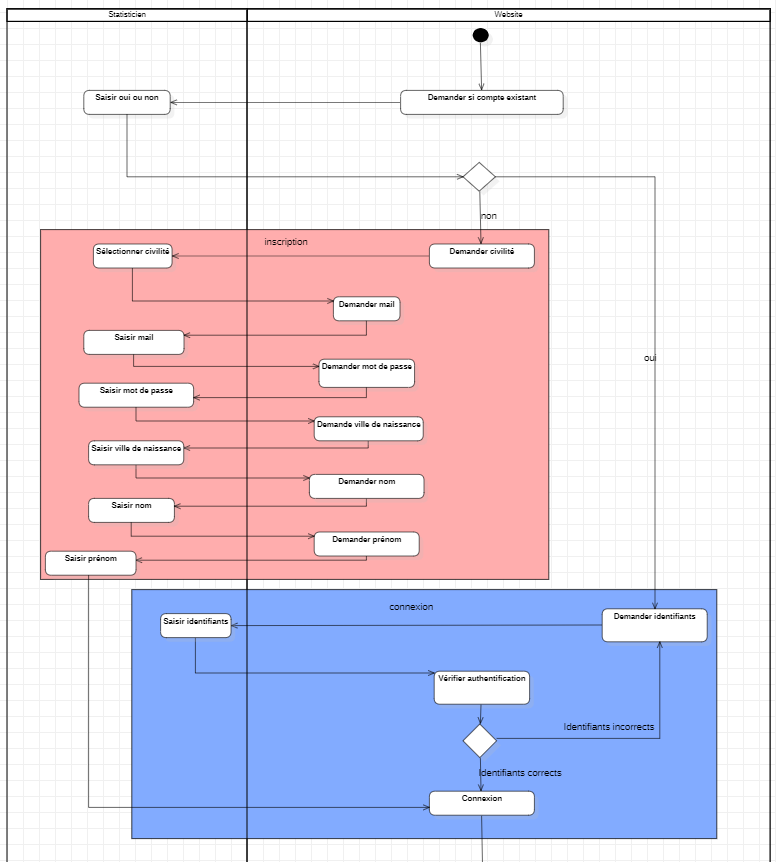 Statisticien
Website
Saisir oui ou non
Demander si compte existant
non
inscription
Sélectionner civilité
Demander civilité
Demander mail
Saisir mail
oui
Demander mot de passe
Saisir mot de passe
Demande ville de naissance
Saisir ville de naissance
Demander nom
Saisir nom
Demander prénom
Saisir prénom
connexion
Saisir identifiants
Demander identifiants
Vérifier authentification
Identifiants incorrects
Identifiants corrects
Connexion